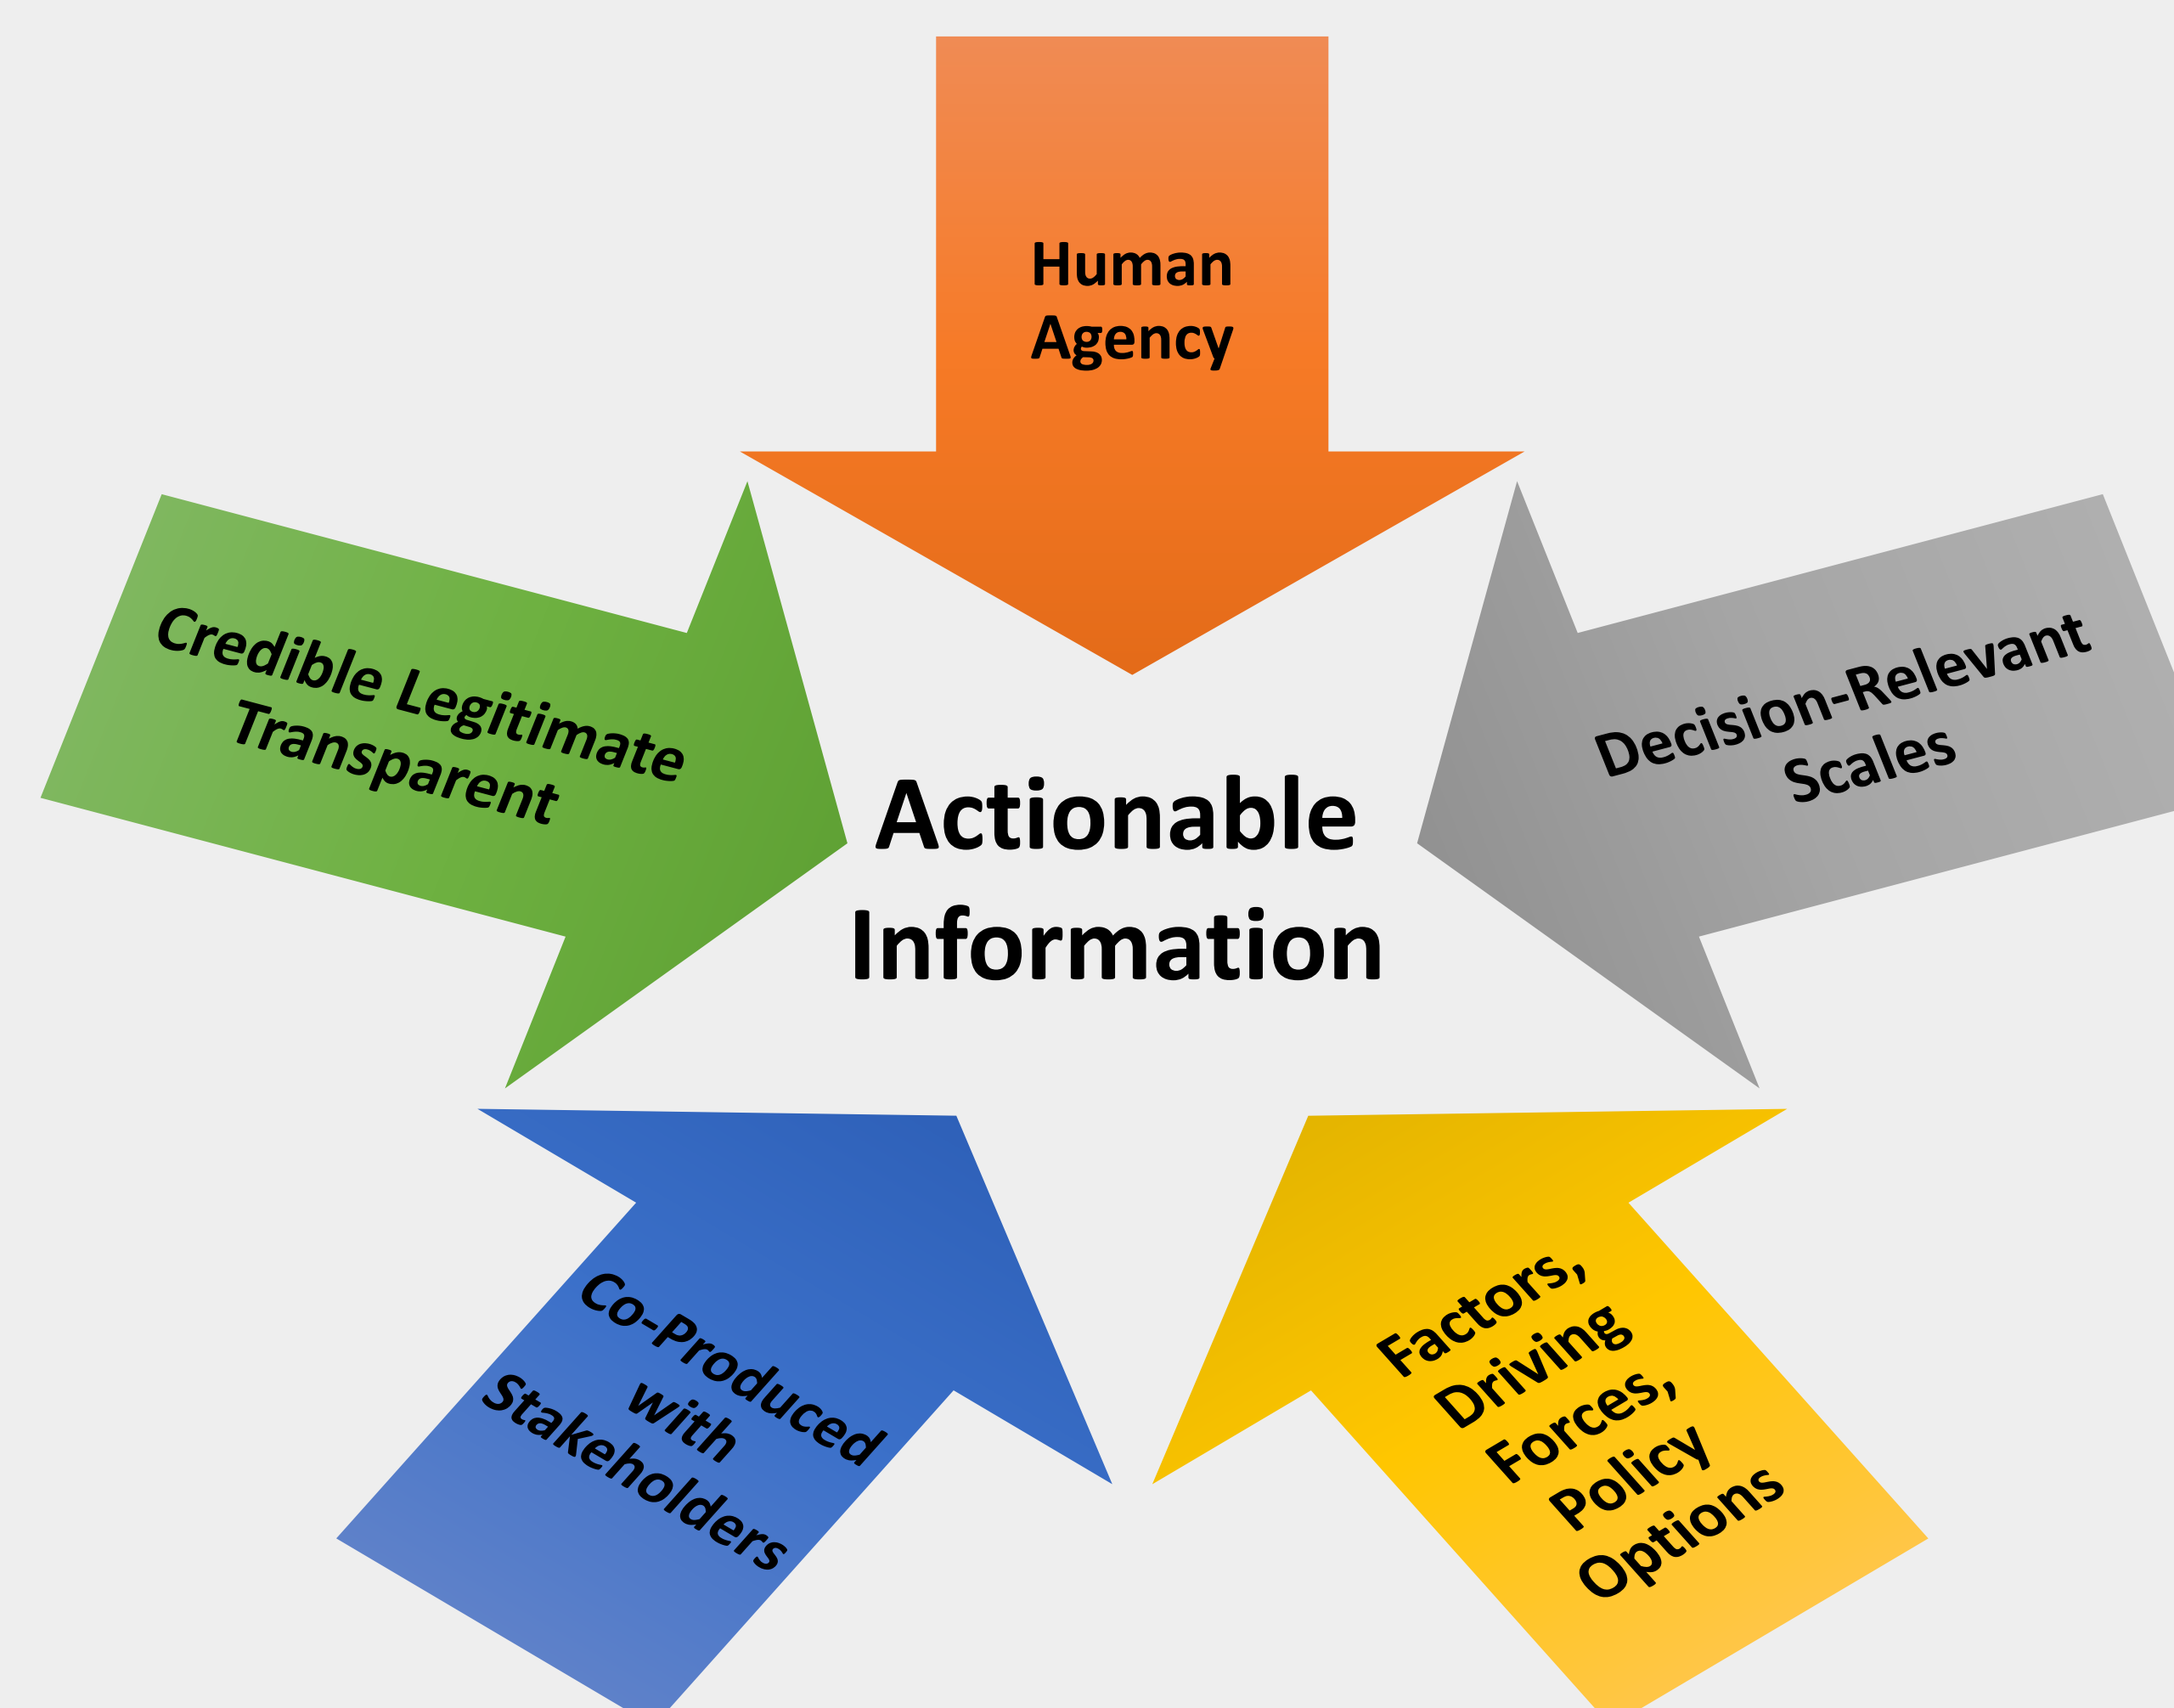 Human
Agency
Credible Legitimate
Transparent
Decision-Relevant
Scales
Actionable
Information
Co-Produced
with
Stakeholders
Factors,
Driving
Forces,
Policy
Options